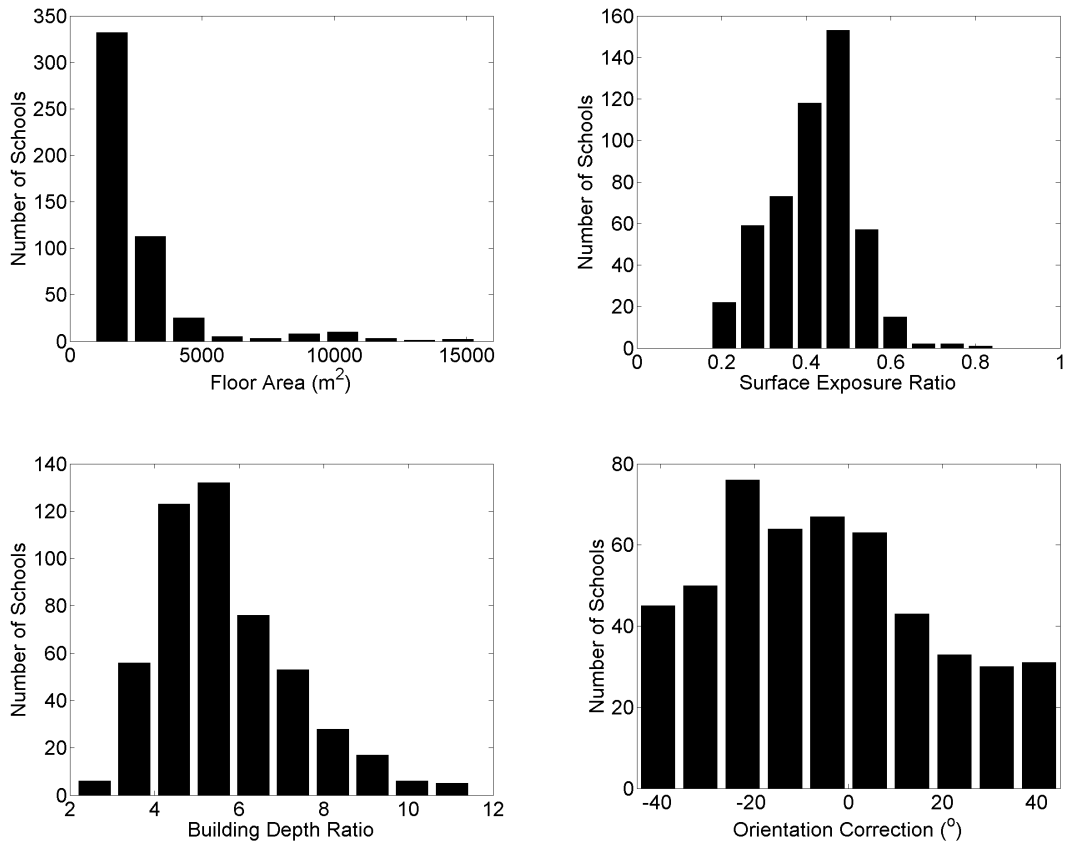 350
300
250
200
150
100
50
0
Number of Schools
0 5000 10000 15000
Floor Area (m²)
160
140
120
100
80
60
40
20
0
Number of Schools
0 0.2 0.4 0.6 0.8 1
Surface Exposure Ratio
140
120
100
80
60
40
20
0
Number of Schools
2 4 6 8 10 12
Building Depth Ratio
80
60
40
20
0
Number of Schools
-40 -20 0 20 40
Orientation Correction (°)